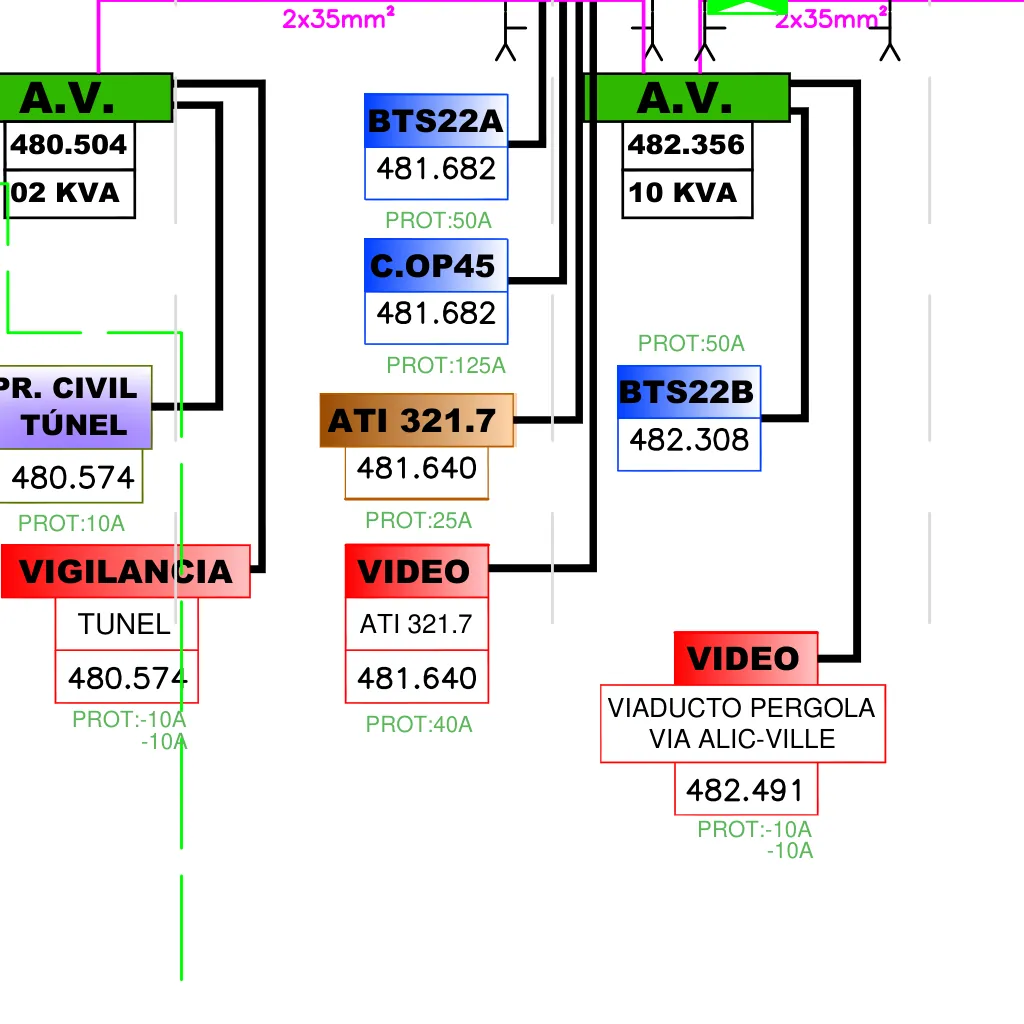 2x35mm²
2x35mm²
A.V.
480.504
02 KVA
PR. CIVIL
TÚNEL
480.574
PROT:10A
VIGILANCIA
TUNEL
480.574
PROT:-10A
-10A
BTS22A
481.682
PROT:50A
C.OP45
481.682
PROT:125A
ATI 321.7
481.640
PROT:25A
VIDEO
ATI 321.7
481.640
PROT:40A
A.V.
482.356
10 KVA
PROT:50A
BTS22B
482.308
VIDEO
VIADUCTO PERGOLA
VIA ALIC-VILLE
482.491
PROT:-10A
-10A